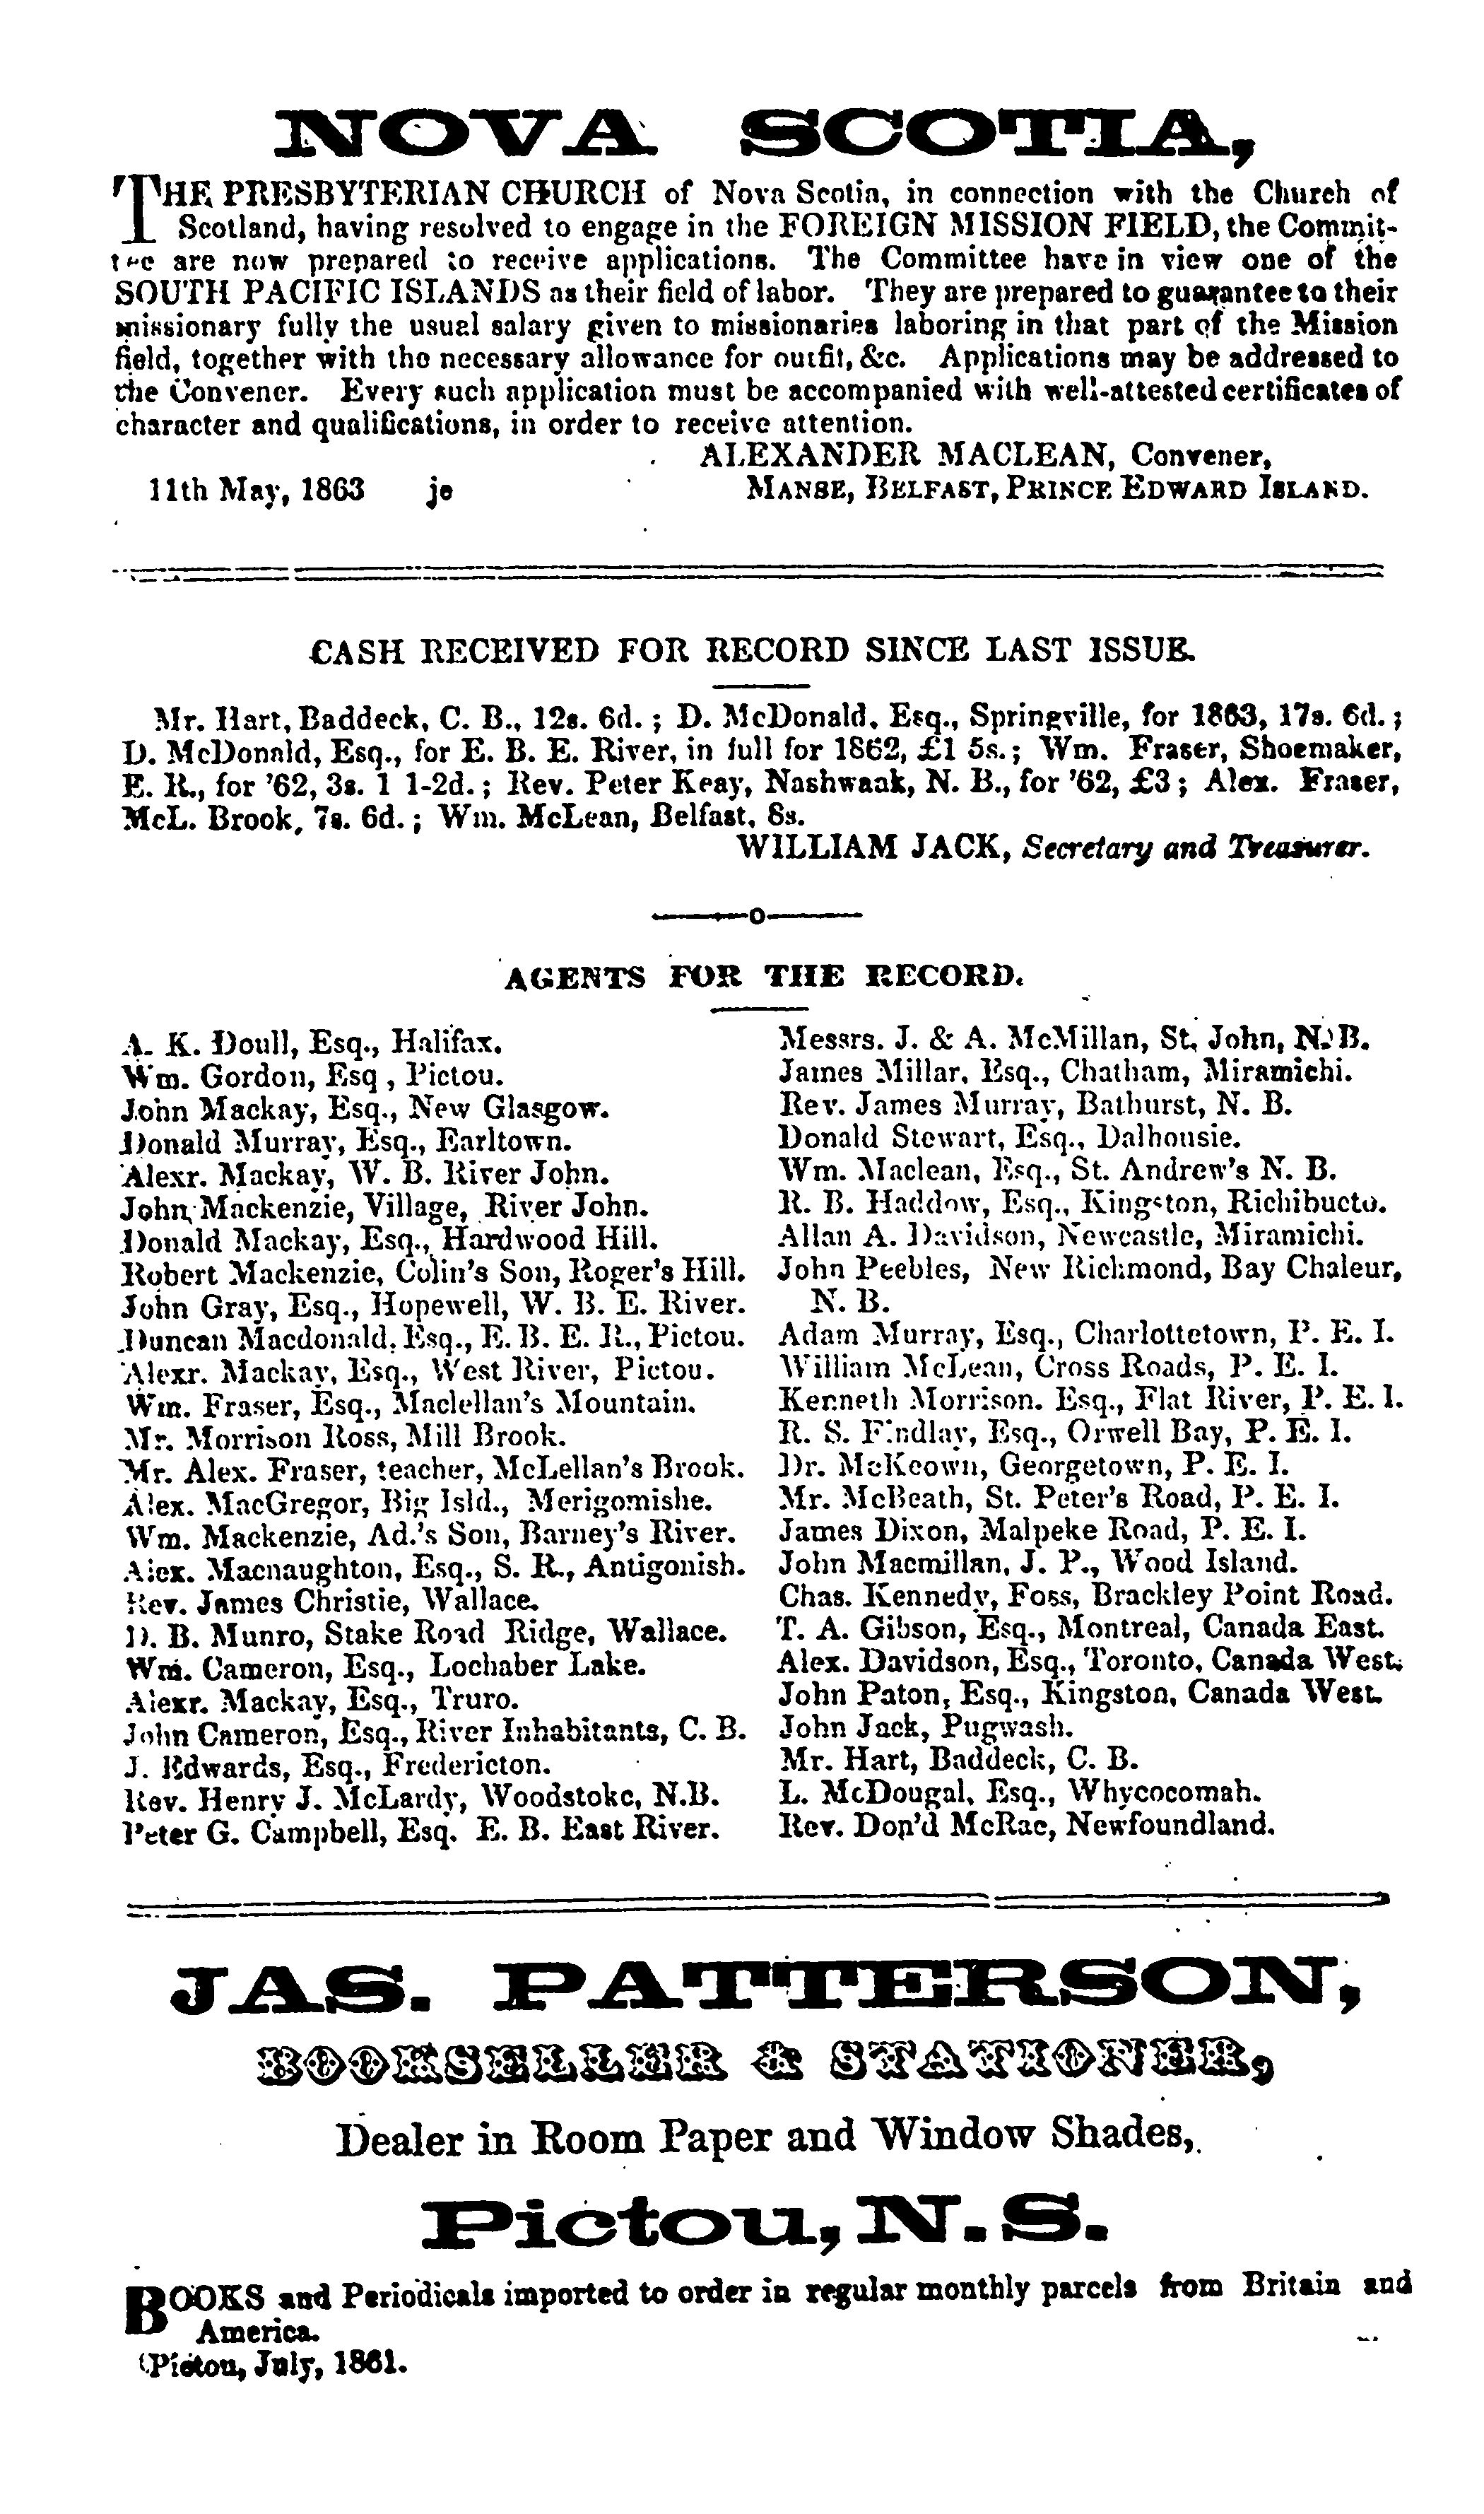 NOVA SCOTIA,
THE PRESBYTERIAN CHURCH of Nova Scotia, in connection with the Church of
Scotland, having resolved to engage in the FOREIGN MISSION FIELD, the Commit-
tee are now prepared to receive applications. The Committee have in view one of the
SOUTH PACIFIC ISLANDS as their field of labor. They are prepared to guarantee to their
missionary fully the usual salary given to missionaries laboring in that part of the Mission
field, together with the necessary allowance for outfit, &c. Applications may be addressed to
the Convener. Every such application must be accompanied with well-attested certificates of
character and qualifications, in order to receive attention.
ALEXANDER MACLEAN, Convener,
11th May, 1863 je MANSE, BELFAST, PRINCE EDWARD ISLAND.
CASH RECEIVED FOR RECORD SINCE LAST ISSUE.
Mr. Hart, Baddeck, C. B., 12s. 6d. ; D. McDonald, Esq., Springville, for 1863, 17s. 6d. ;
D. McDonald, Esq., for E. B. E. River, in full for 1862, £1 5s.; Wm. Fraser, Shoemaker,
E. R., for '62, 3s. 1 1-2d. ; Rev. Peter Keay, Nashwaak, N. B., for '62, £3 ; Alex. Fraser,
McL. Brook, 7s. 6d. ; Wm. McLean, Belfast, 8s.
WILLIAM JACK, Secretary and Treasurer.
AGENTS FOR THE RECORD.
A. K. Doull, Esq., Halifax.
Wm. Gordon, Esq , Pictou.
John Mackay, Esq., New Glasgow.
Donald Murray, Esq., Earltown.
Alexr. Mackay, W. B. River John.
John Mackenzie, Village, River John.
Donald Mackay, Esq., Hardwood Hill.
Robert Mackenzie, Colin's Son, Roger's Hill.
John Gray, Esq., Hopewell, W. B. E. River.
Duncan Macdonald, Esq., E. B. E. R., Pictou.
Alexr. Mackay, Esq., West River, Pictou.
Wm. Fraser, Esq., Maclellan's Mountain.
Mr. Morrison Ross, Mill Brook.
Mr. Alex. Fraser, teacher, McLellan's Brook.
Alex. MacGregor, Big Isld., Merigomishe.
Wm. Mackenzie, Ad.'s Son, Barney's River.
Alex. Macnaughton, Esq., S. R., Antigonish.
Rev. James Christie, Wallace.
D. B. Munro, Stake Road Ridge, Wallace.
Wm. Cameron, Esq., Lochaber Lake.
Alexr. Mackay, Esq., Truro.
John Cameron, Esq., River Inhabitants, C. B.
J. Edwards, Esq., Fredericton.
Rev. Henry J. McLardy, Woodstoke, N.B.
Peter G. Campbell, Esq. E. B. East River.
Messrs. J. & A. McMillan, St. John, N. B.
James Millar, Esq., Chatham, Miramichi.
Rev. James Murray, Bathurst, N. B.
Donald Stewart, Esq., Dalhousie.
Wm. Maclean, Esq., St. Andrew's N. B.
R. B. Haddow, Esq., Kingston, Richibucto.
Allan A. Davidson, Newcastle, Miramichi.
John Peebles, New Richmond, Bay Chaleur,
N. B.
Adam Murray, Esq., Charlottetown, P. E. I.
William McLean, Cross Roads, P. E. I.
Kenneth Morrison. Esq., Flat River, P. E. I.
R. S. Findlay, Esq., Orwell Bay, P. E. I.
Dr. McKeown, Georgetown, P. E. I.
Mr. McBeath, St. Peter's Road, P. E. I.
James Dixon, Malpeke Road, P. E. I.
John Macmillan, J. P., Wood Island.
Chas. Kennedy, Foss, Brackley Point Road.
T. A. Gibson, Esq., Montreal, Canada East.
Alex. Davidson, Esq., Toronto, Canada West.
John Paton, Esq., Kingston, Canada West.
John Jack, Pugwash.
Mr. Hart, Baddeck, C. B.
L. McDougal, Esq., Whycocomah.
Rev. Don'd McRae, Newfoundland.
JAS. PATTERSON,
BOOKSELLER & STATIONER,
Dealer in Room Paper and Window Shades,
Pictou, N. S.
BOOKS and Periodicals imported to order in regular monthly parcels from Britain and
America.
Pictou, July, 1861.